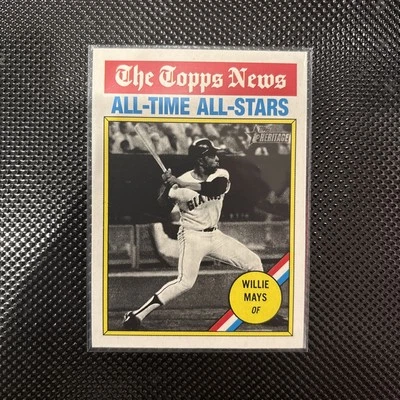 The Topps News
ALL-TIME ALL-STARS
HERITAGE
GIANTS
WILLIE
MAYS
OF